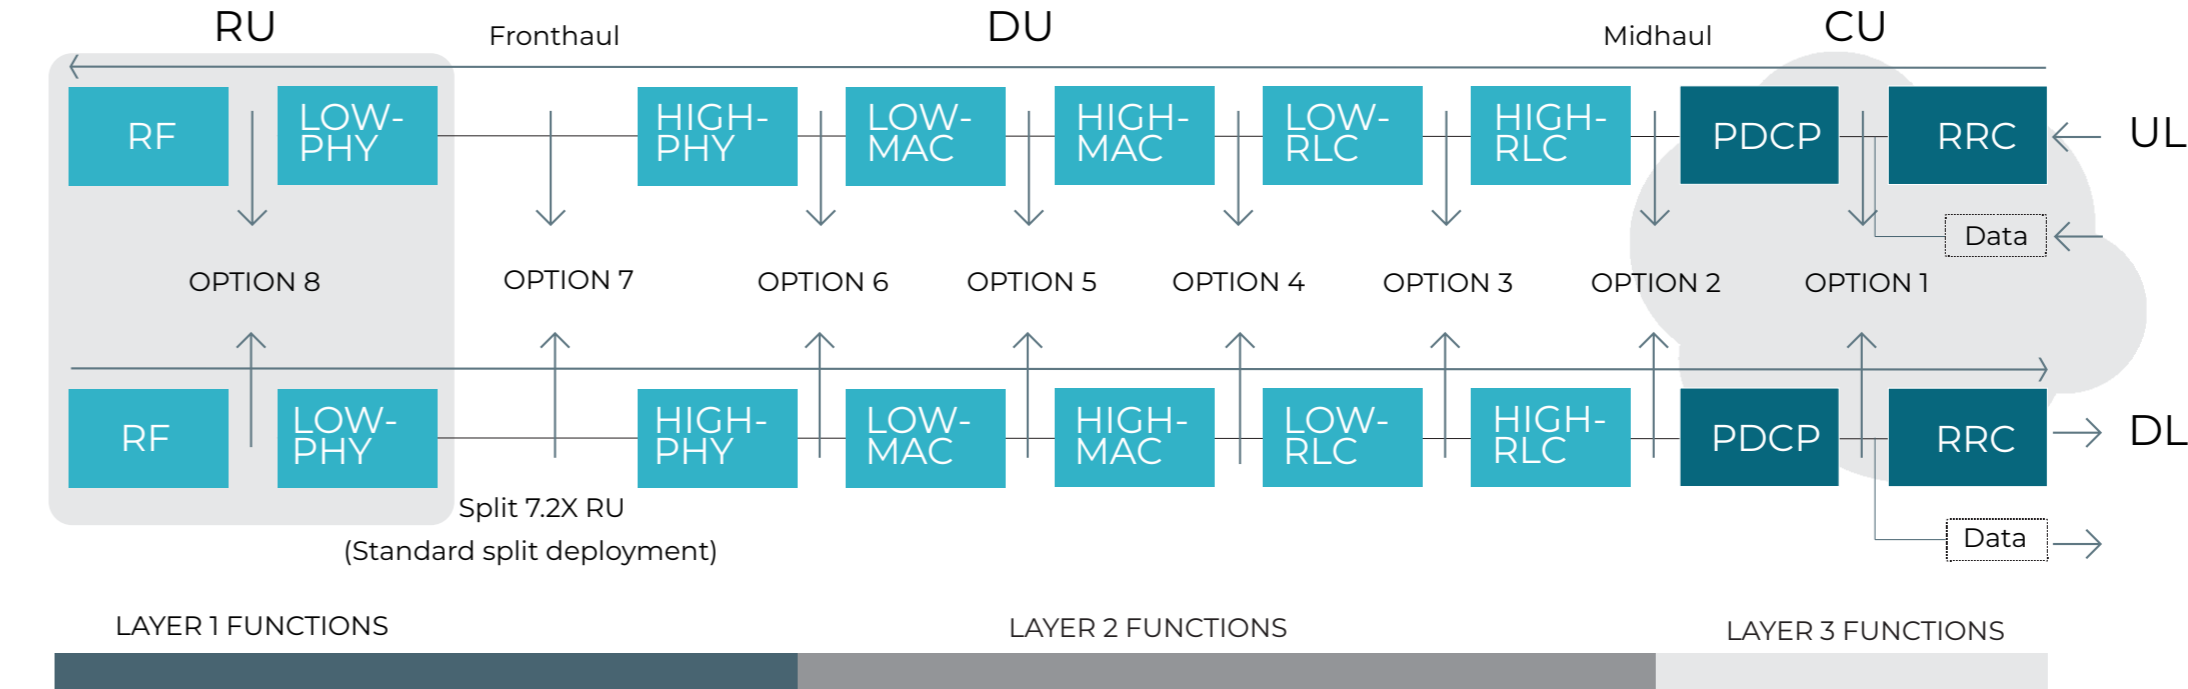 RU
Fronthaul
DU
Midhaul
CU
RF
LOW-
PHY
HIGH-
PHY
LOW-
MAC
HIGH-
MAC
LOW-
RLC
HIGH-
RLC
PDCP
RRC
UL
Data
OPTION 8
OPTION 7
OPTION 6
OPTION 5
OPTION 4
OPTION 3
OPTION 2
OPTION 1
RF
LOW-
PHY
HIGH-
PHY
LOW-
MAC
HIGH-
MAC
LOW-
RLC
HIGH-
RLC
PDCP
RRC
DL
Split 7.2X RU
(Standard split deployment)
Data
LAYER 1 FUNCTIONS
LAYER 2 FUNCTIONS
LAYER 3 FUNCTIONS